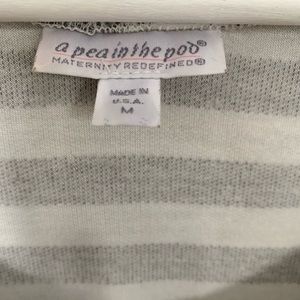 a pea in the pod®
MATERNITY REDEFINED®
MADE IN
U.S.A.
M